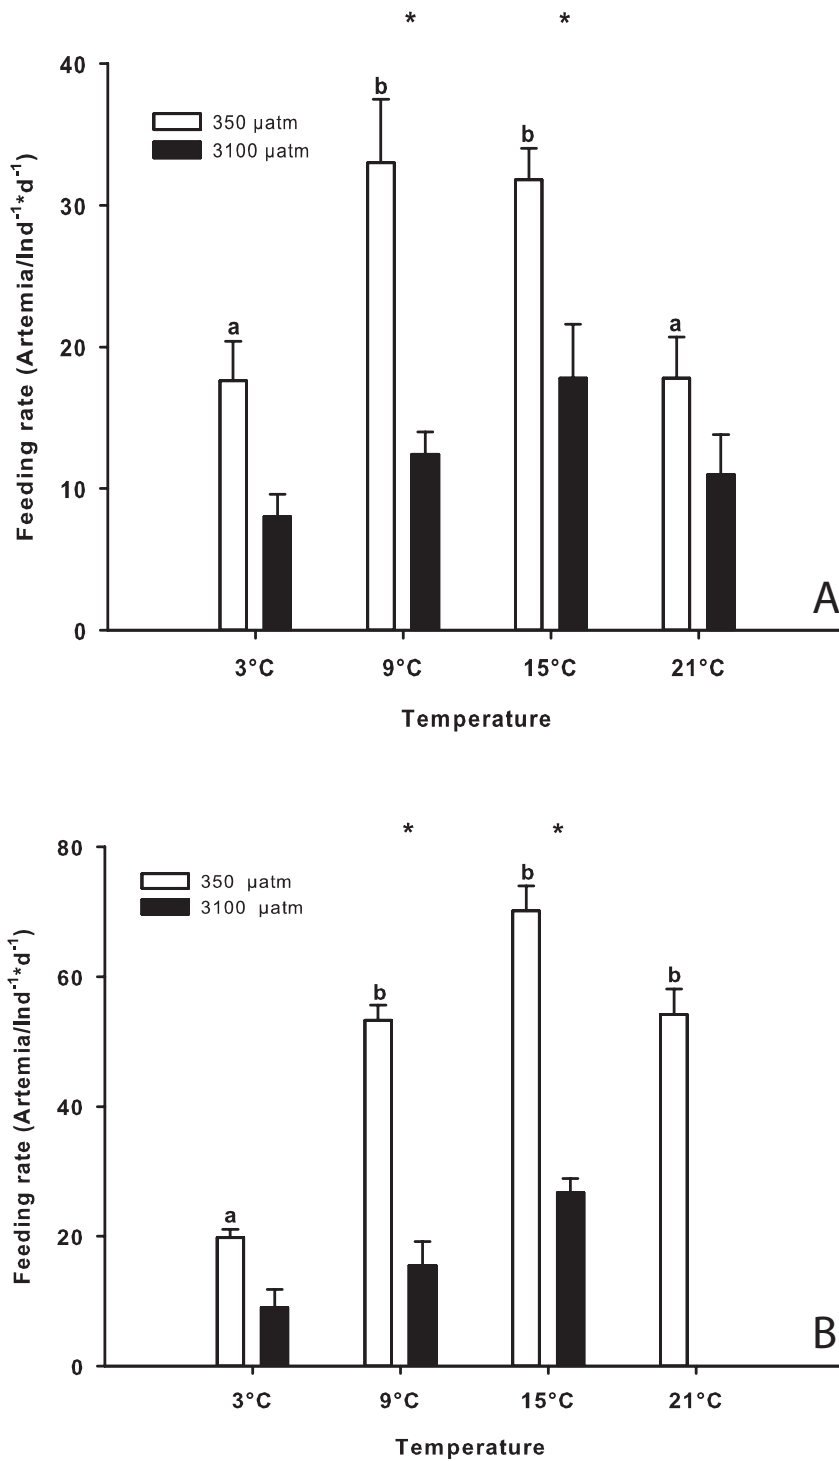 * *
40
b
350 µatm
b
3100 µatm
30
a
a
20
10
0
Feeding rate (Artemia/Ind⁻¹*d⁻¹)
A
3°C 9°C 15°C 21°C
Temperature
* *
80
b
350 µatm
3100 µatm
b
b
60
40
a
20
0
Feeding rate (Artemia/Ind⁻¹*d⁻¹)
B
3°C 9°C 15°C 21°C
Temperature